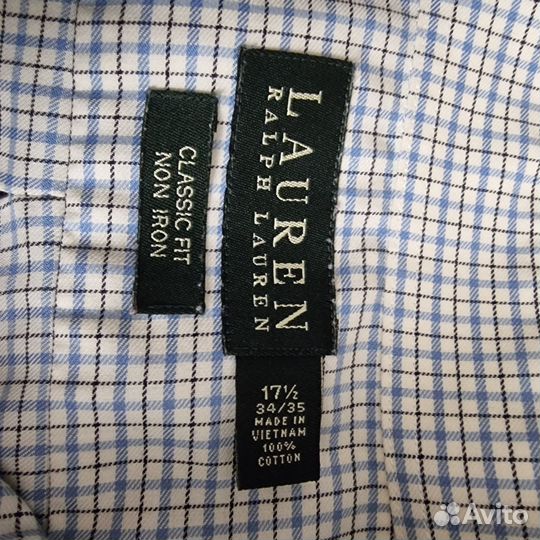 LAUREN
RALPH LAUREN
CLASSIC FIT
NON IRON
17½
34/35
MADE IN
VIETNAM
100%
COTTON
Avito